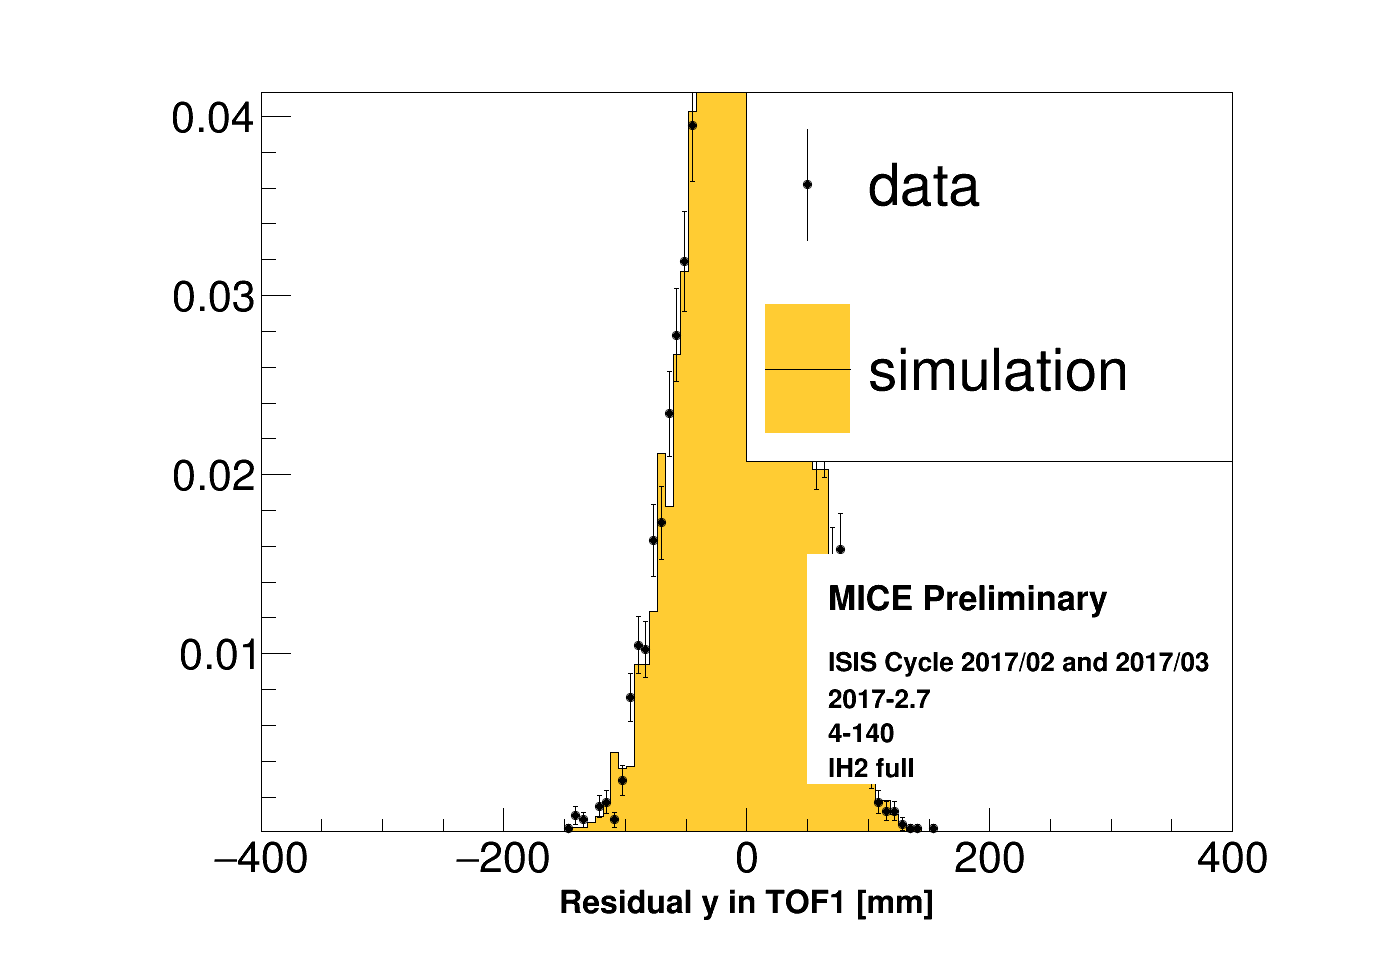 0.04
data
0.03
simulation
0.02
MICE Preliminary
0.01
ISIS Cycle 2017/02 and 2017/03
2017-2.7
4-140
IH2 full
−400 −200 0 200 400
Residual y in TOF1 [mm]